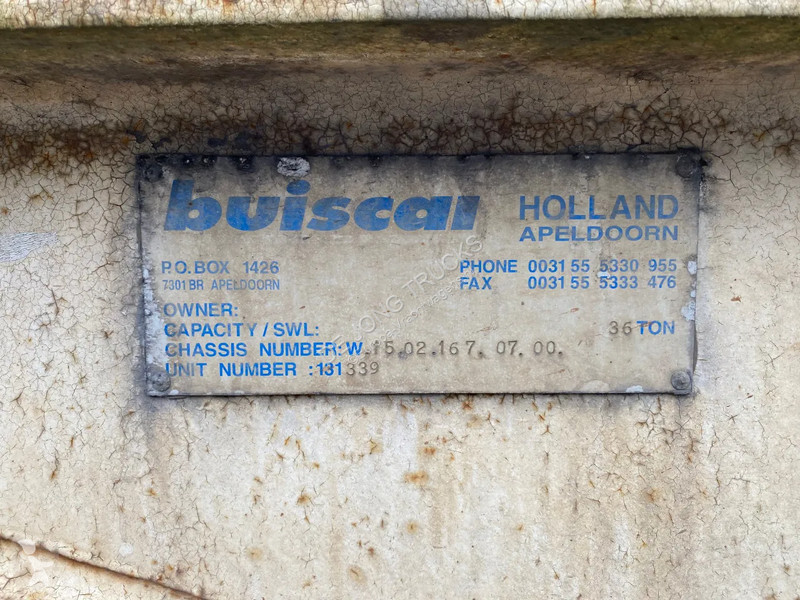 buiscar HOLLAND
APELDOORN
P.O.BOX 1426 PHONE 0031 55 5330 955
7301 BR APELDOORN FAX 0031 55 5333 476
OWNER:
CAPACITY/SWL: 36 TON
CHASSIS NUMBER: W.15.02.167.07.00.
UNIT NUMBER :131339